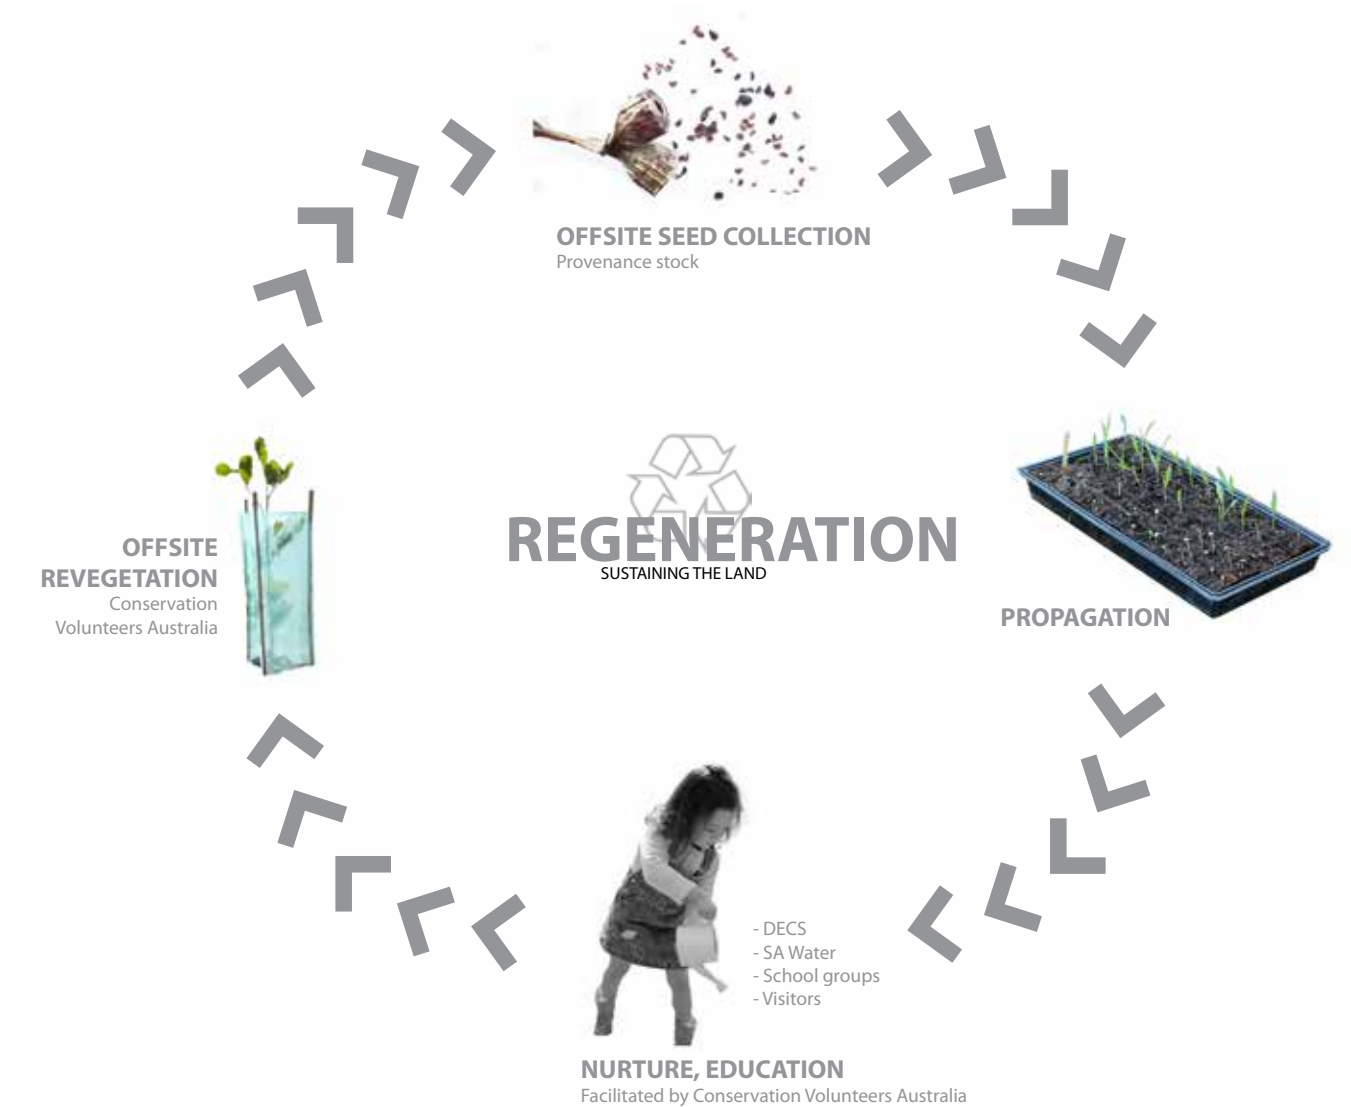 OFFSITE SEED COLLECTION
Provenance stock
REGENERATION
SUSTAINING THE LAND
OFFSITE
REVEGETATION
Conservation
Volunteers Australia
PROPAGATION
- DECS
- SA Water
- School groups
- Visitors
NURTURE, EDUCATION
Facilitated by Conservation Volunteers Australia